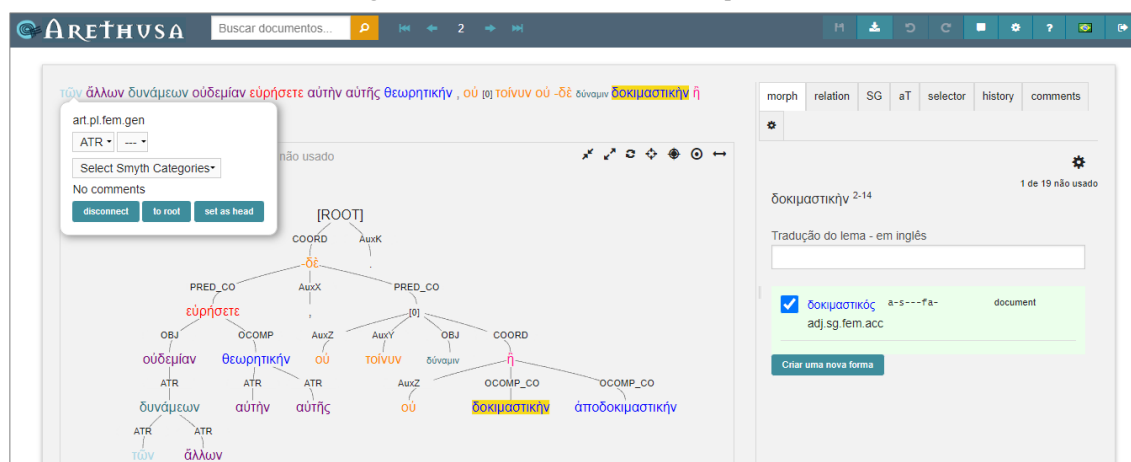 ARETHUSA Buscar documentos... 2 ?
τῶν ἄλλων δυνάμεων οὐδεμίαν εὑρήσετε αὐτὴν αὑτῆς θεωρητικήν , οὐ [0] τοίνυν οὐ -δὲ δύναμιν δοκιμαστικὴν ἢ
art.pl.fem.gen
ATR ---
Select Smyth Categories
No comments
disconnect to root set as head
não usado
[ROOT]
COORD AuxK
-δὲ .
PRED_CO AuxX PRED_CO
εὑρήσετε , [0]
OBJ OCOMP AuxZ AuxY OBJ COORD
οὐδεμίαν θεωρητικήν οὐ τοίνυν δύναμιν ἢ
ATR ATR ATR AuxZ OCOMP_CO OCOMP_CO
δυνάμεων αὐτὴν αὑτῆς οὐ δοκιμαστικὴν ἀποδοκιμαστικήν
ATR ATR
τῶν ἄλλων
morph relation SG aT selector history comments
1 de 19 não usado
δοκιμαστικὴν 2-14
Tradução do lema - em inglês
δοκιμαστικός a-s---fa- document
adj.sg.fem.acc
Criar uma nova forma